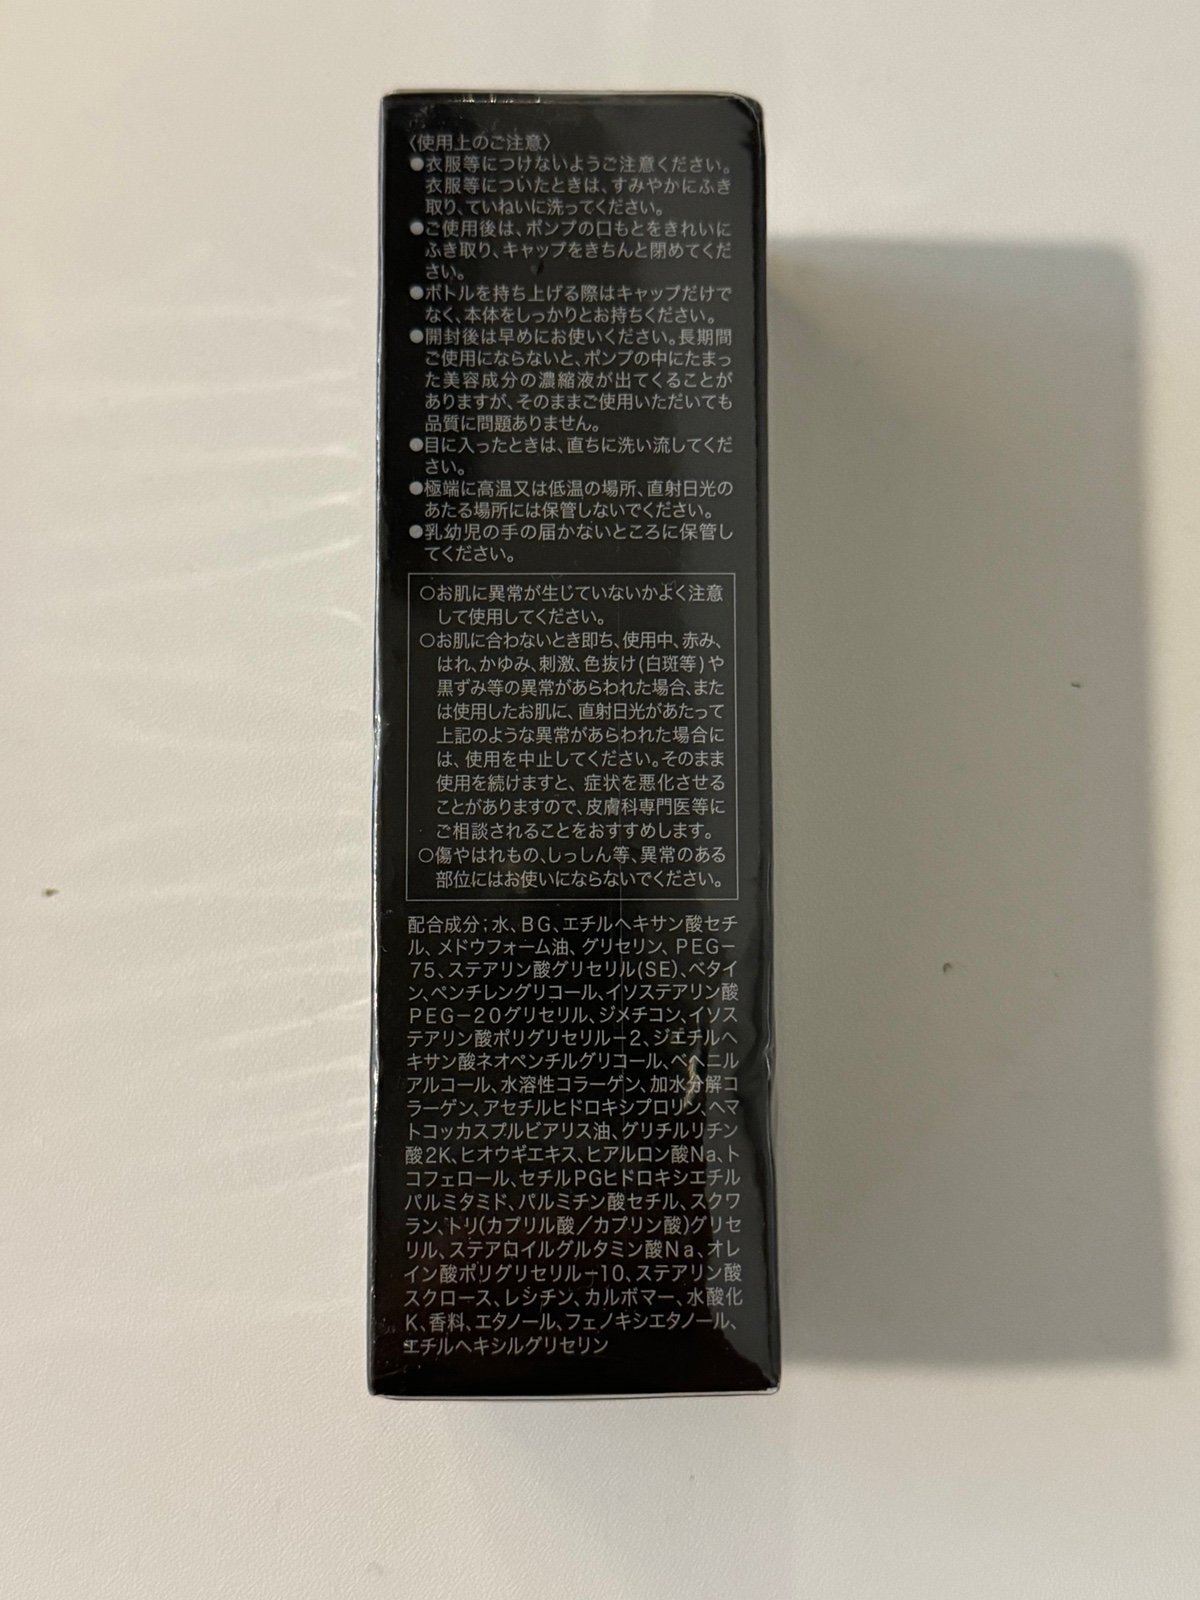 〈使用上のご注意〉
●衣服等につけないようご注意ください。
衣服等についたときは、すみやかにふき
取り、ていねいに洗ってください。
●ご使用後は、ポンプの口もとをきれいに
ふき取り、キャップをきちんと閉めてくだ
さい。
●ボトルを持ち上げる際はキャップだけで
なく、本体をしっかりとお持ちください。
●開封後は早めにお使いください。長期間
ご使用にならないと、ポンプの中にたまっ
た美容成分の濃縮液が出てくることが
ありますが、そのままご使用いただいても
品質に問題ありません。
●目に入ったときは、直ちに洗い流してくだ
さい。
●極端に高温又は低温の場所、直射日光の
あたる場所には保管しないでください。
●乳幼児の手の届かないところに保管し
てください。
○お肌に異常が生じていないかよく注意
して使用してください。
○お肌に合わないとき即ち、使用中、赤み、
はれ、かゆみ、刺激、色抜け(白斑等)や
黒ずみ等の異常があらわれた場合、また
は使用したお肌に、直射日光があたって
上記のような異常があらわれた場合に
は、使用を中止してください。そのまま
使用を続けますと、症状を悪化させる
ことがありますので、皮膚科専門医等に
ご相談されることをおすすめします。
○傷やはれもの、しっしん等、異常のある
部位にはお使いにならないでください。
配合成分；水、BG、エチルヘキサン酸セチ
ル、メドウフォーム油、グリセリン、PEG－
75、ステアリン酸グリセリル(SE)、ベタイ
ン、ペンチレングリコール、イソステアリン酸
PEG－20グリセリル、ジメチコン、イソス
テアリン酸ポリグリセリル－2、ジエチルヘ
キサン酸ネオペンチルグリコール、ベヘニル
アルコール、水溶性コラーゲン、加水分解コ
ラーゲン、アセチルヒドロキシプロリン、ヘマ
トコッカスプルビアリス油、グリチルリチン
酸2K、ヒオウギエキス、ヒアルロン酸Na、ト
コフェロール、セチルPGヒドロキシエチル
パルミタミド、パルミチン酸セチル、スクワ
ラン、トリ(カプリル酸／カプリン酸)グリセ
リル、ステアロイルグルタミン酸Na、オレ
イン酸ポリグリセリル－10、ステアリン酸
スクロース、レシチン、カルボマー、水酸化
K、香料、エタノール、フェノキシエタノール、
エチルヘキシルグリセリン